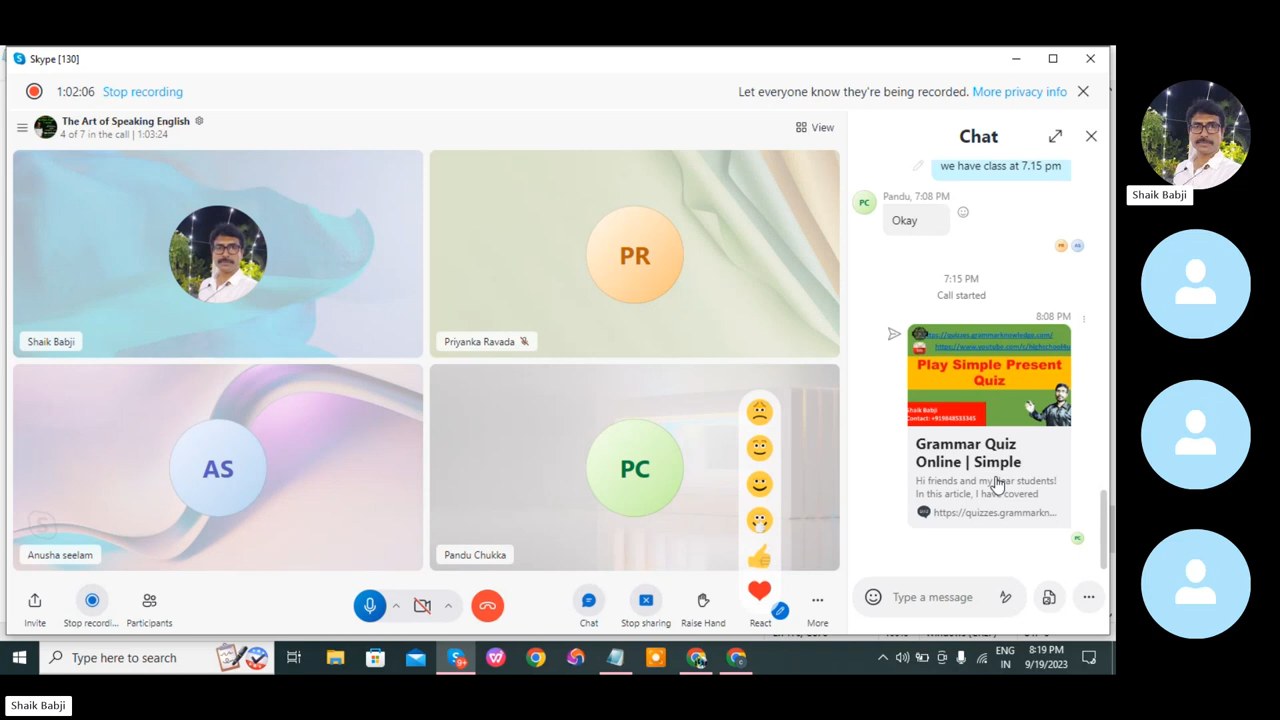 Skype [130]
1:02:06 Stop recording
Let everyone know they're being recorded. More privacy info
The Art of Speaking English
4 of 7 in the call | 1:03:24
View
Chat
we have class at 7.15 pm
PC
Pandu, 7:08 PM
Okay
PR AS
7:15 PM
Call started
8:08 PM
Play Simple Present
Quiz
Shaik Babji
Contact: +919848533345
Grammar Quiz
Online | Simple
Hi friends and my dear students!
In this article, I have covered
https://quizzes.grammarkn...
PC
Type a message
Shaik Babji
PR
Priyanka Ravada
AS
Anusha seelam
PC
Pandu Chukka
Invite
Stop recordi...
Participants
Chat
Stop sharing
Raise Hand
React
More
Type here to search
ENG
IN
8:19 PM
9/19/2023
Shaik Babji
Shaik Babji